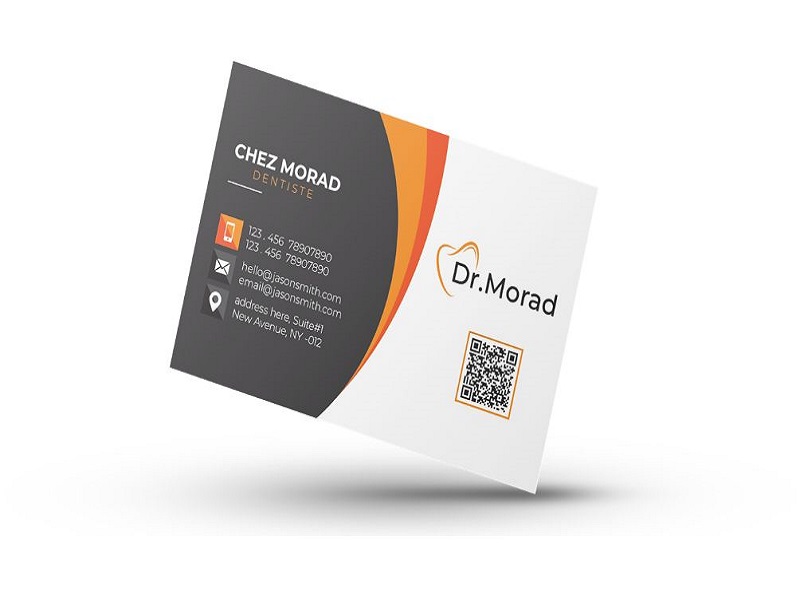 CHEZ MORAD
DENTISTE
123 . 456 78907890
123 . 456 78907890
hello@jasonsmith.com
email@jasonsmith.com
address here, Suite#1
New Avenue, NY -012
Dr.Morad